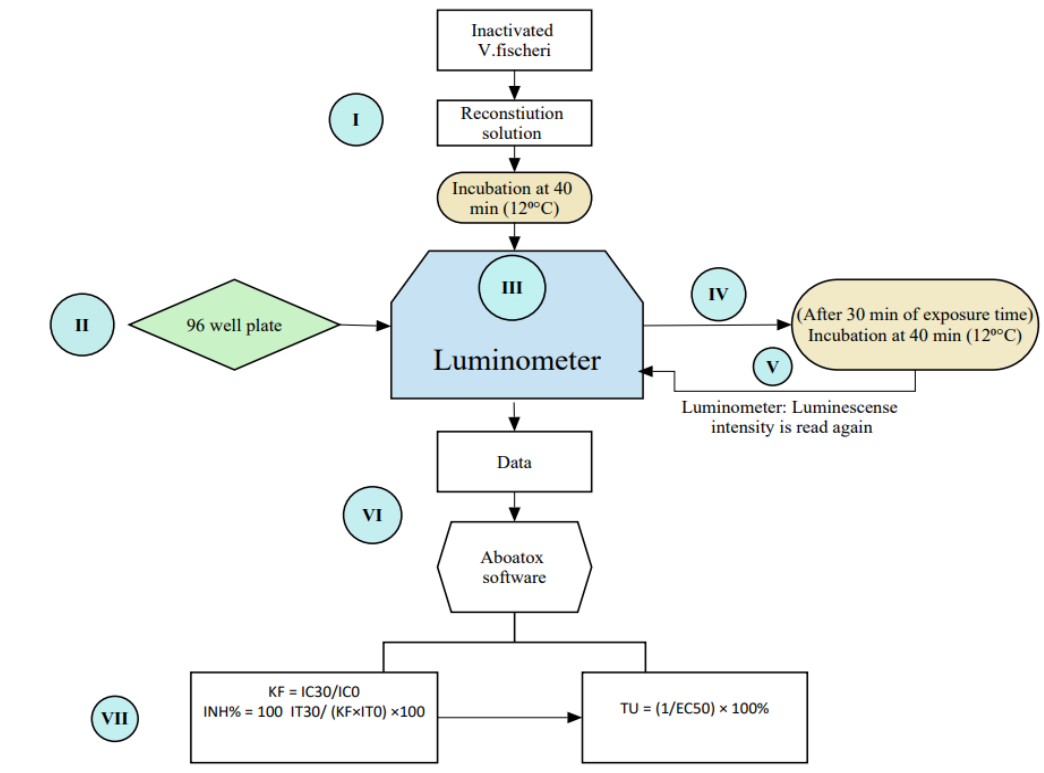 Inactivated
V.fischeri
I
Reconstiution
solution
Incubation at 40
min (12⁰°C)
II
96 well plate
III
Luminometer
IV
(After 30 min of exposure time)
Incubation at 40 min (12⁰°C)
V
Luminometer: Luminescense
intensity is read again
Data
VI
Aboatox
software
VII
KF = IC30/IC0
INH% = 100 IT30/ (KF×IT0) ×100
TU = (1/EC50) × 100%